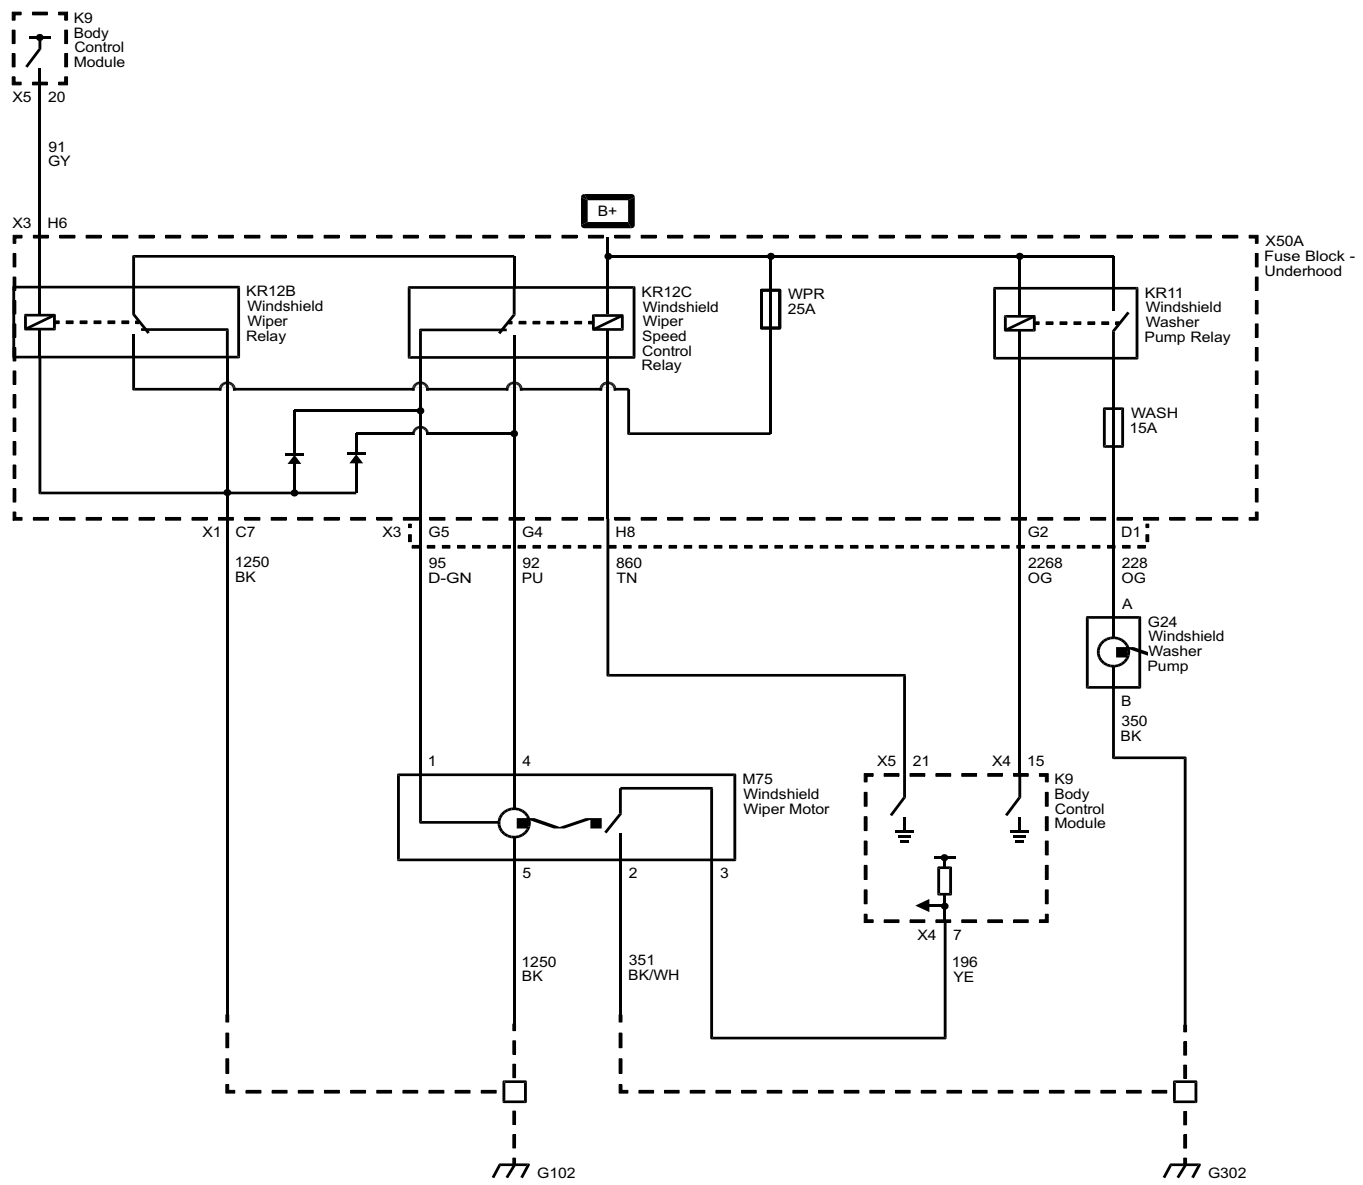 K9
Body
Control
Module
X5 20
91
GY
B+
X3 H6
X50A
Fuse Block -
Underhood
KR12B
Windshield
Wiper
Relay
KR12C
Windshield
Wiper
Speed
Control
Relay
WPR
25A
KR11
Windshield
Washer
Pump Relay
WASH
15A
X1 C7
X3 G5
G4
H8
G2
D1
1250
BK
95
D-GN
92
PU
860
TN
2268
OG
228
OG
A
G24
Windshield
Washer
Pump
B
350
BK
1
4
M75
Windshield
Wiper Motor
X5 21
X4 15
K9
Body
Control
Module
5
2
3
X4 7
1250
BK
351
BK/WH
196
YE
G102
G302